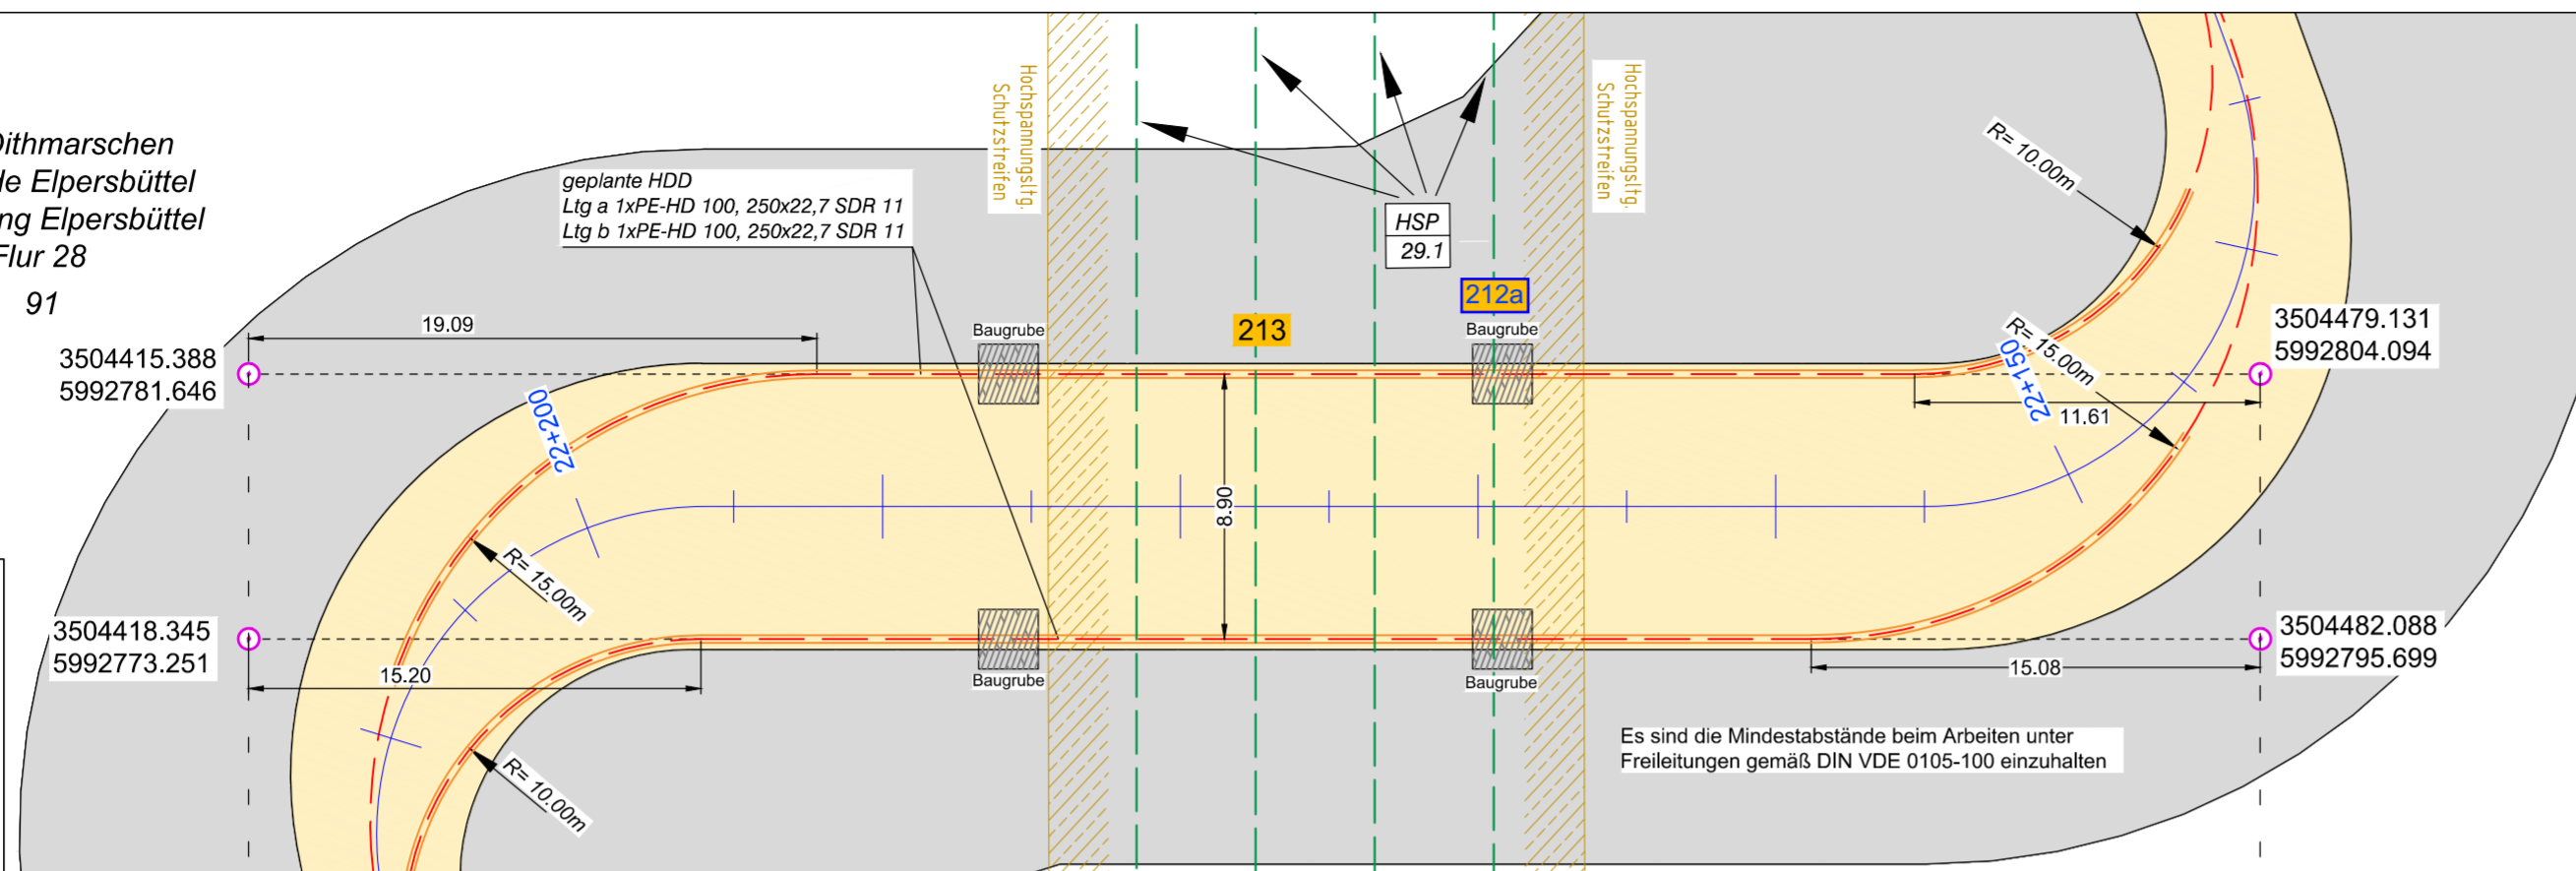 Dithmarschen
de Elpersbüttel
ng Elpersbüttel
Flur 28
91
geplante HDD
Ltg a 1xPE-HD 100, 250x22,7 SDR 11
Ltg b 1xPE-HD 100, 250x22,7 SDR 11
Hochspannungsltg.
Schutzstreifen
HSP
29.1
Hochspannungsltg.
Schutzstreifen
R= 10.00m
212a
213
Baugrube
Baugrube
19.09
3504415.388
5992781.646
3504479.131
5992804.094
R= 15.00m
22+150
11.61
22+200
8.90
R= 15.00m
3504418.345
5992773.251
15.20
Baugrube
Baugrube
15.08
3504482.088
5992795.699
R= 10.00m
Es sind die Mindestabstände beim Arbeiten unter
Freileitungen gemäß DIN VDE 0105-100 einzuhalten